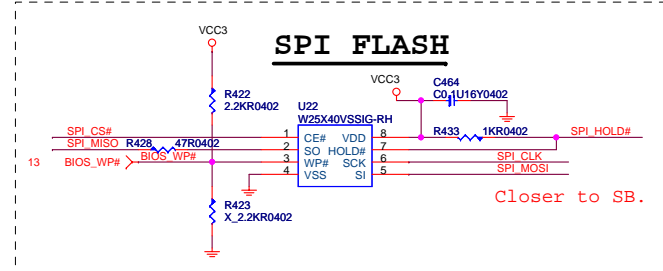 VCC3
SPI FLASH
R422
2.2KR0402
VCC3
C464
C0.1U16Y0402
U22
W25X40VSSIG-RH
SPI_CS#
1 CE# VDD 8
R433 1KR0402
SPI_HOLD#
SPI_MISO
R428 47R0402
2 SO HOLD# 7
13 BIOS_WP# BIOS_WP#
3 WP# SCK 6
SPI_CLK
4 VSS SI 5
SPI_MOSI
R423
X_2.2KR0402
Closer to SB.